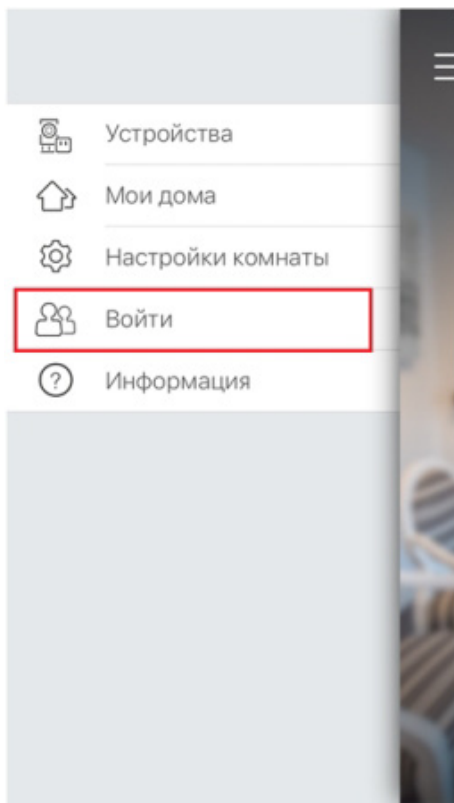 Устройства
Мои дома
Настройки комнаты
Войти
Информация